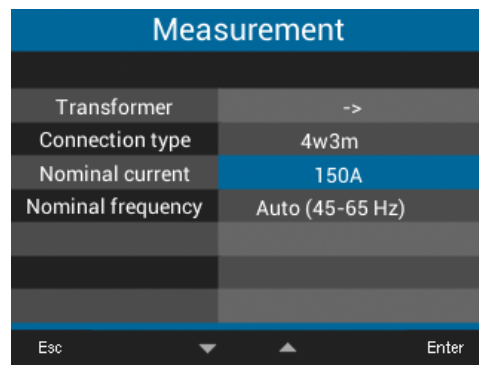 Measurement
Transformer ->
Connection type 4w3m
Nominal current 150A
Nominal frequency Auto (45-65 Hz)
Esc Enter